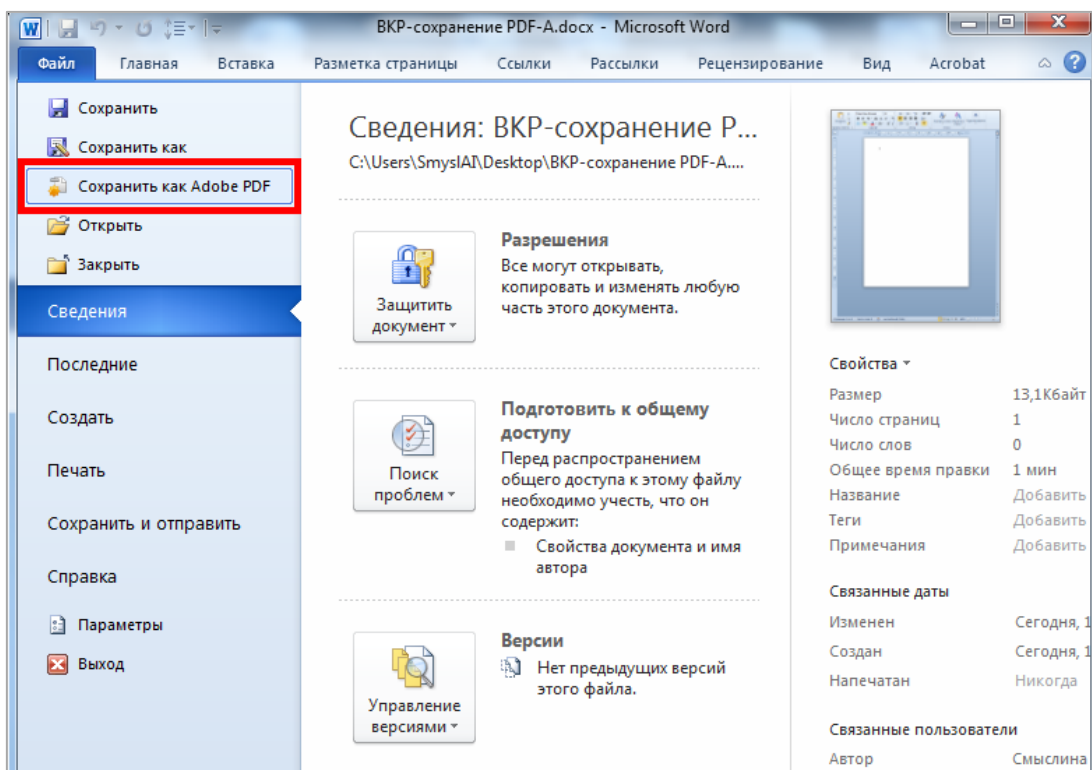 ВКР-сохранение PDF-A.docx - Microsoft Word
Файл Главная Вставка Разметка страницы Ссылки Рассылки Рецензирование Вид Acrobat
Сохранить
Сохранить как
Сохранить как Adobe PDF
Открыть
Закрыть
Сведения
Последние
Создать
Печать
Сохранить и отправить
Справка
Параметры
Выход
Сведения: ВКР-сохранение P...
C:\Users\SmyslAI\Desktop\ВКР-сохранение PDF-A....
Защитить
документ
Разрешения
Все могут открывать,
копировать и изменять любую
часть этого документа.
Поиск
проблем
Подготовить к общему
доступу
Перед распространением
общего доступа к этому файлу
необходимо учесть, что он
содержит:
Свойства документа и имя
автора
Управление
версиями
Версии
Нет предыдущих версий
этого файла.
Свойства
Размер 13,1Кбайт
Число страниц 1
Число слов 0
Общее время правки 1 мин
Название Добавить
Теги Добавить
Примечания Добавить
Связанные даты
Изменен Сегодня, 1
Создан Сегодня, 1
Напечатан Никогда
Связанные пользователи
Автор Смыслина